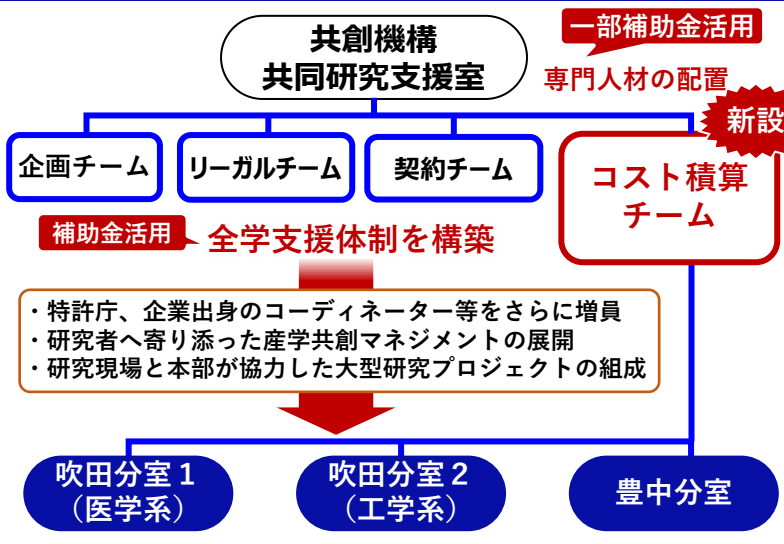 共創機構
共同研究支援室
一部補助金活用
専門人材の配置
新設
企画チーム
リーガルチーム
契約チーム
コスト積算
チーム
補助金活用
全学支援体制を構築
・特許庁、企業出身のコーディネーター等をさらに増員
・研究者へ寄り添った産学共創マネジメントの展開
・研究現場と本部が協力した大型研究プロジェクトの組成
吹田分室１
（医学系）
吹田分室２
（工学系）
豊中分室